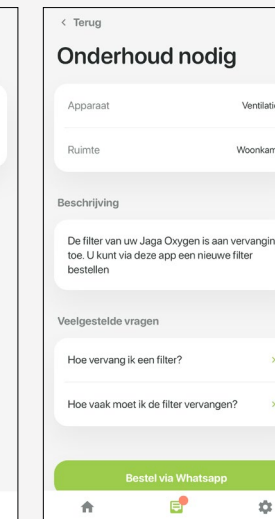 < Terug
Onderhoud nodig
Apparaat Ventilatie
Ruimte Woonkam
Beschrijving
De filter van uw Jaga Oxygen is aan vervangin
toe. U kunt via deze app een nieuwe filter
bestellen
Veelgestelde vragen
Hoe vervang ik een filter? >
Hoe vaak moet ik de filter vervangen? >
Bestel via Whatsapp